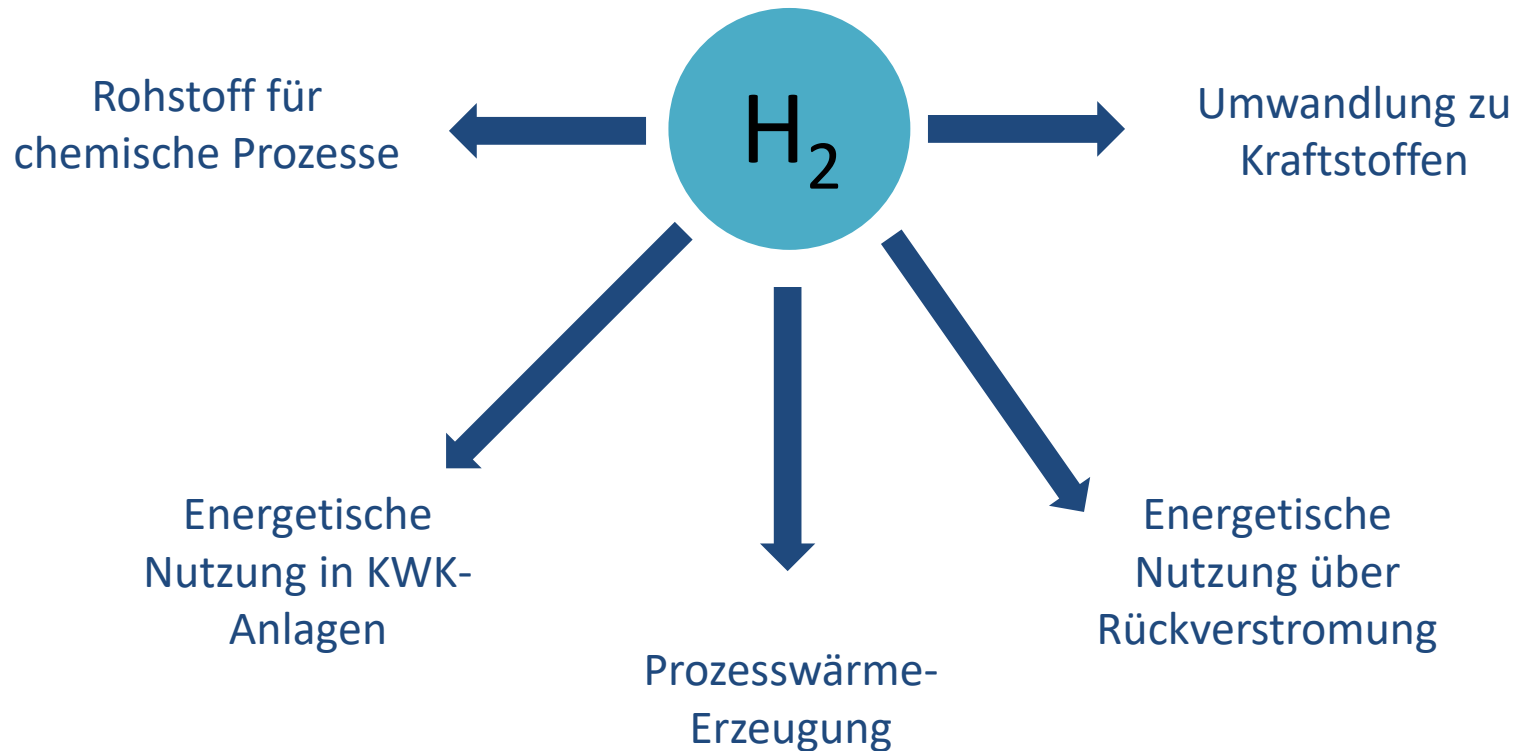 H₂
Rohstoff für
chemische Prozesse
Umwandlung zu
Kraftstoffen
Energetische
Nutzung in KWK-
Anlagen
Prozesswärme-
Erzeugung
Energetische
Nutzung über
Rückverstromung